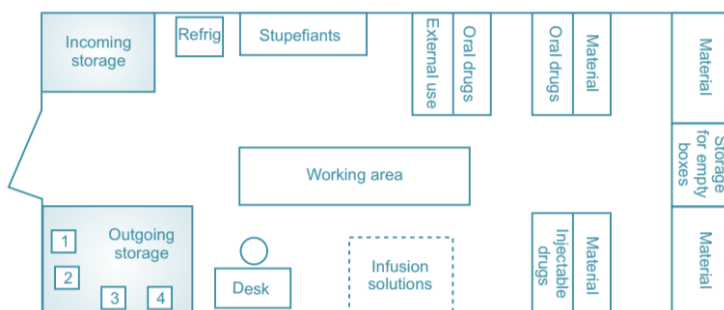 Incoming
storage
Refrig
Stupefiants
External use
Oral drugs
Oral drugs
Material
Material
Storage
for empty
boxes
Working area
Outgoing
storage
1
2
3
4
Desk
Infusion
solutions
Injectable
drugs
Material
Material